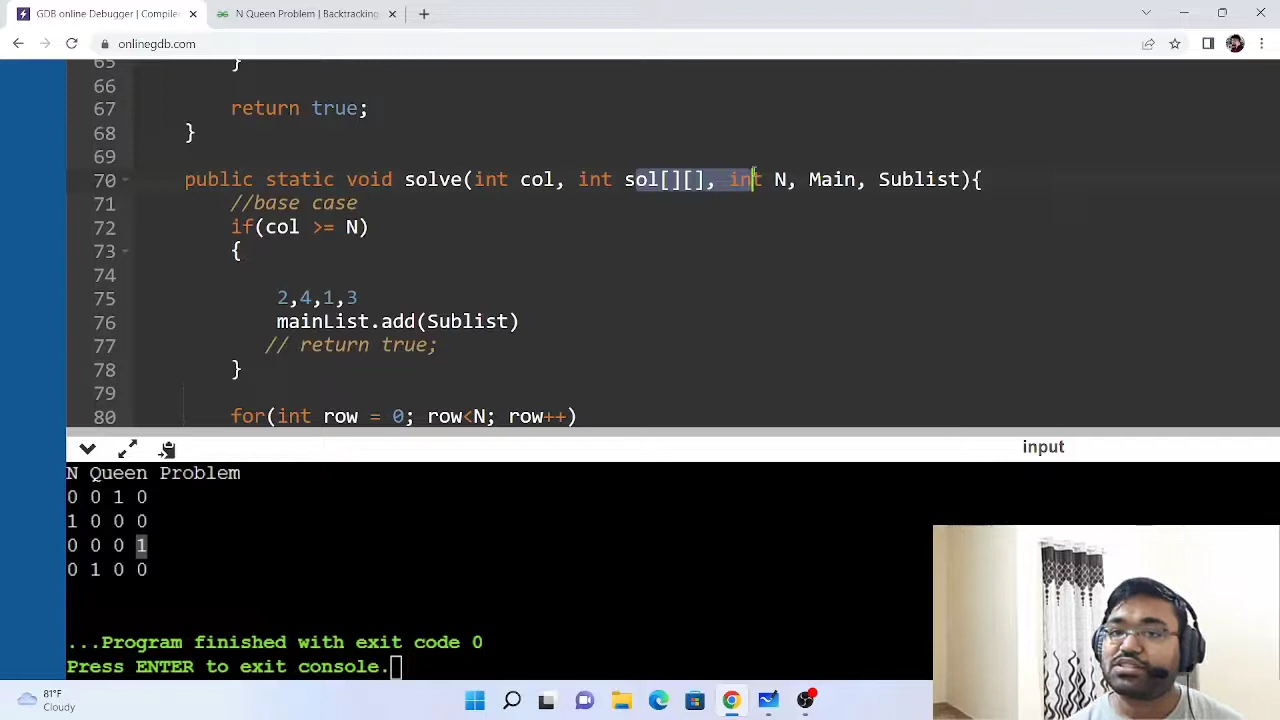 GDB online Debugger | Compiler
N Queen Problem | Backtracking
onlinegdb.com
65 }
66
67 return true;
68 }
69
70 public static void solve(int col, int sol[][], int N, Main, Sublist){
71 //base case
72 if(col >= N)
73 {
74
75 2,4,1,3
76 mainList.add(Sublist)
77 // return true;
78 }
79
80 for(int row = 0; row<N; row++)
input
N Queen Problem
0 0 1 0
1 0 0 0
0 0 0 1
0 1 0 0
...Program finished with exit code 0
Press ENTER to exit console.
81°F
Cloudy